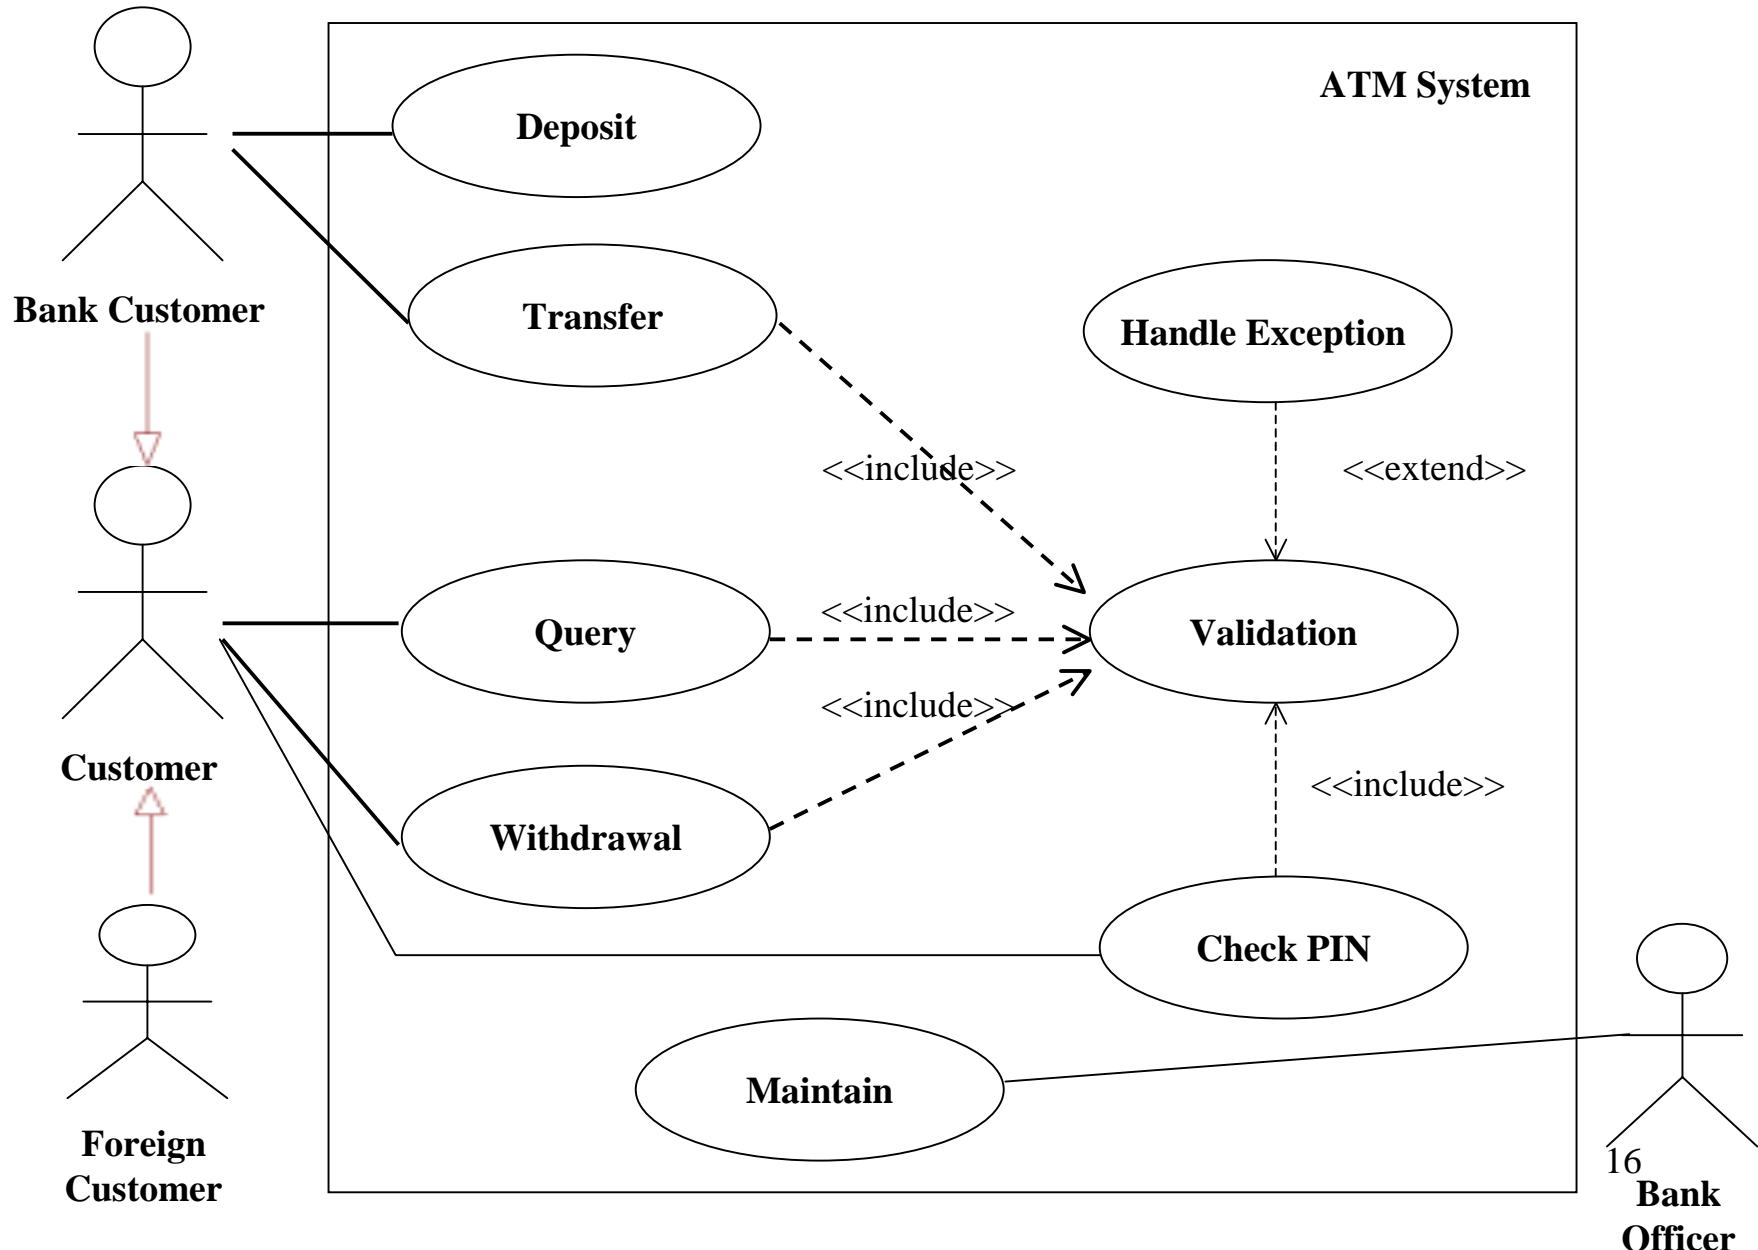 ATM System
Deposit
Bank Customer
Transfer
Handle Exception
<<include>>
<<extend>>
Query
<<include>>
Validation
<<include>>
Customer
<<include>>
Withdrawal
Check PIN
Maintain
Foreign
Customer
16
Bank
Officer